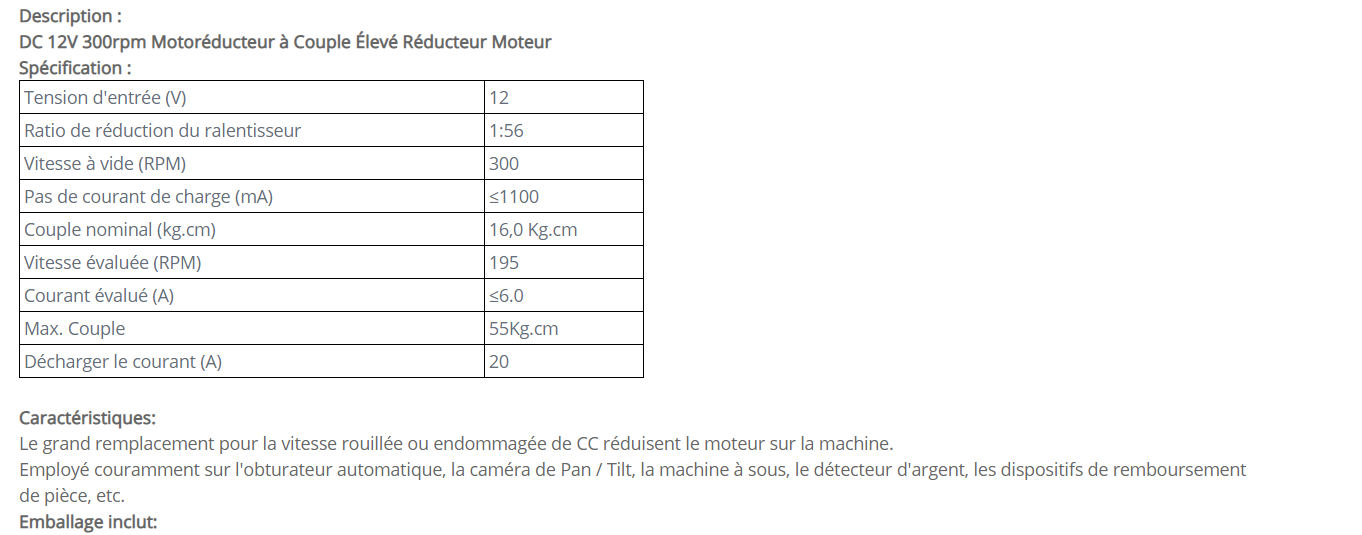 Description :
DC 12V 300rpm Motoréducteur à Couple Élevé Réducteur Moteur
Spécification :
Tension d'entrée (V) 12
Ratio de réduction du ralentisseur 1:56
Vitesse à vide (RPM) 300
Pas de courant de charge (mA) ≤1100
Couple nominal (kg.cm) 16,0 Kg.cm
Vitesse évaluée (RPM) 195
Courant évalué (A) ≤6.0
Max. Couple 55Kg.cm
Décharger le courant (A) 20
Caractéristiques:
Le grand remplacement pour la vitesse rouillée ou endommagée de CC réduisent le moteur sur la machine.
Employé couramment sur l'obturateur automatique, la caméra de Pan / Tilt, la machine à sous, le détecteur d'argent, les dispositifs de remboursement
de pièce, etc.
Emballage inclut: